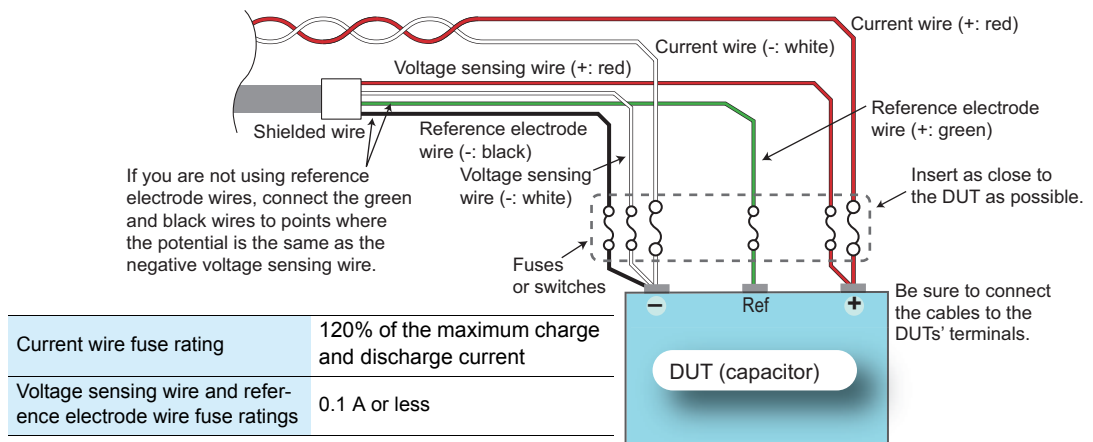 Current wire (+: red)
Current wire (-: white)
Voltage sensing wire (+: red)
Shielded wire
Reference electrode
wire (-: black)
Voltage sensing
wire (-: white)
Reference electrode
wire (+: green)
If you are not using reference
electrode wires, connect the green
and black wires to points where
the potential is the same as the
negative voltage sensing wire.
Insert as close to
the DUT as possible.
Fuses
or switches
−
Ref
+
Be sure to connect
the cables to the
DUTs' terminals.
DUT (capacitor)
Current wire fuse rating
120% of the maximum charge
and discharge current
Voltage sensing wire and refer-
ence electrode wire fuse ratings
0.1 A or less